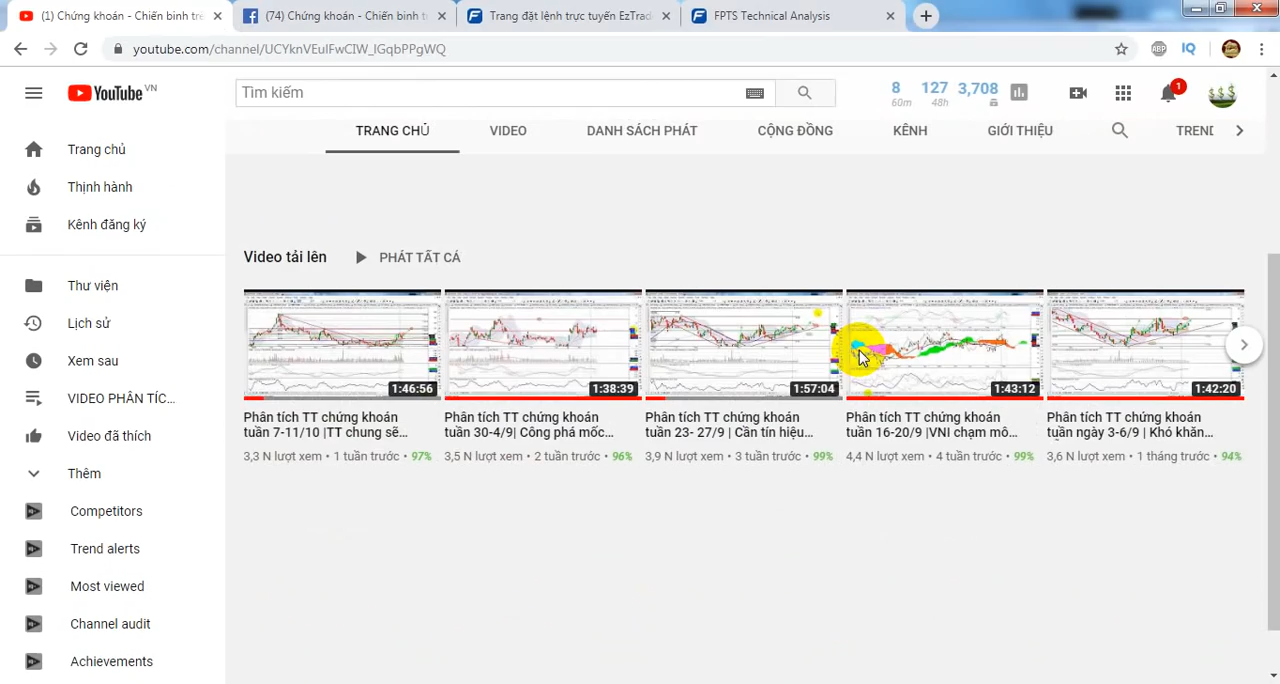 (1) Chứng khoán - Chiến binh trẻ
(74) Chứng khoán - Chiến binh t
Trang đặt lệnh trực tuyến EzTrad
FPTS Technical Analysis
youtube.com/channel/UCYknVEulFwCIW_lGqbPPgWQ
ABP
IQ
YouTube VN
Tìm kiếm
8 127 3,708
60m 48h
1
TRANG CHỦ VIDEO DANH SÁCH PHÁT CỘNG ĐỒNG KÊNH GIỚI THIỆU TREND
Trang chủ
Thịnh hành
Kênh đăng ký
Thư viện
Lịch sử
Xem sau
VIDEO PHÂN TÍC...
Video đã thích
Thêm
Competitors
Trend alerts
Most viewed
Channel audit
Achievements
Video tải lên PHÁT TẤT CẢ
1:46:56
Phân tích TT chứng khoán
tuần 7-11/10 |TT chung sẽ...
3,3 N lượt xem • 1 tuần trước • 97%
1:38:39
Phân tích TT chứng khoán
tuần 30-4/9| Công phá mốc...
3,5 N lượt xem • 2 tuần trước • 96%
1:57:04
Phân tích TT chứng khoán
tuần 23- 27/9 | Cần tín hiệu...
3,9 N lượt xem • 3 tuần trước • 99%
1:43:12
Phân tích TT chứng khoán
tuần 16-20/9 |VNI chạm mô...
4,4 N lượt xem • 4 tuần trước • 99%
1:42:20
Phân tích TT chứng khoán
tuần ngày 3-6/9 | Khó khăn...
3,6 N lượt xem • 1 tháng trước • 94%